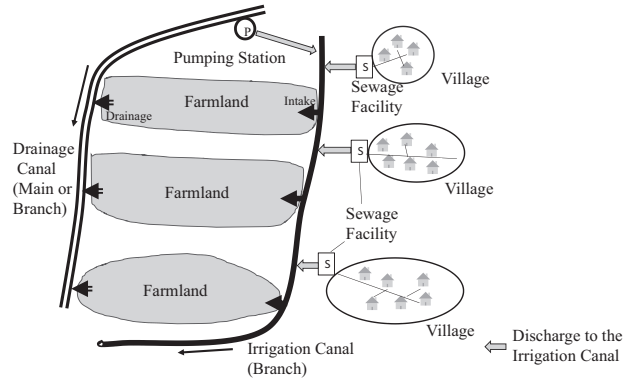 P
Pumping Station
S
Sewage
Facility
Village
Farmland
Intake
Drainage
Drainage
Canal
(Main or
Branch)
S
Village
Farmland
Sewage
Facility
S
Farmland
Village
Irrigation Canal
(Branch)
Discharge to the
Irrigation Canal